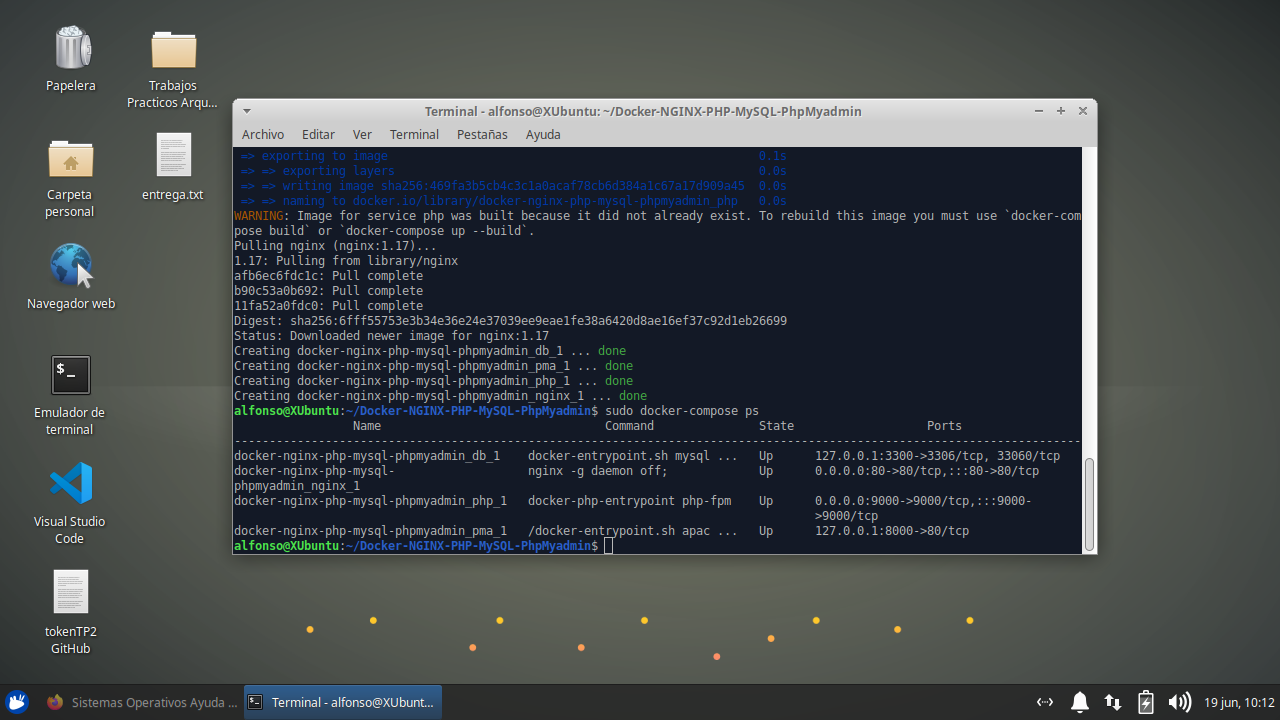 Papelera
Trabajos
Practicos Arqu...
Carpeta
personal
entrega.txt
Navegador web
$_
Emulador de
terminal
Visual Studio
Code
tokenTP2
GitHub
Terminal - alfonso@XUbuntu: ~/Docker-NGINX-PHP-MySQL-PhpMyadmin
Archivo Editar Ver Terminal Pestañas Ayuda
=> exporting to image 0.1s
=> => exporting layers 0.0s
=> => writing image sha256:469fa3b5cb4c3c1a0acaf78cb6d384a1c67a17d909a45 0.0s
=> => naming to docker.io/library/docker-nginx-php-mysql-phpmyadmin_php 0.0s
WARNING: Image for service php was built because it did not already exist. To rebuild this image you must use `docker-com
pose build` or `docker-compose up --build`.
Pulling nginx (nginx:1.17)...
1.17: Pulling from library/nginx
afb6ec6fdc1c: Pull complete
b90c53a0b692: Pull complete
11fa52a0fdc0: Pull complete
Digest: sha256:6fff55753e3b34e36e24e37039ee9eae1fe38a6420d8ae16ef37c92d1eb26699
Status: Downloaded newer image for nginx:1.17
Creating docker-nginx-php-mysql-phpmyadmin_db_1 ... done
Creating docker-nginx-php-mysql-phpmyadmin_pma_1 ... done
Creating docker-nginx-php-mysql-phpmyadmin_php_1 ... done
Creating docker-nginx-php-mysql-phpmyadmin_nginx_1 ... done
alfonso@XUbuntu:~/Docker-NGINX-PHP-MySQL-PhpMyadmin$ sudo docker-compose ps
Name Command State Ports
-------------------------------------------------------------------------------------------------------------------------
docker-nginx-php-mysql-phpmyadmin_db_1 docker-entrypoint.sh mysql ... Up 127.0.0.1:3300->3306/tcp, 33060/tcp
docker-nginx-php-mysql- nginx -g daemon off; Up 0.0.0.0:80->80/tcp,:::80->80/tcp
phpmyadmin_nginx_1
docker-nginx-php-mysql-phpmyadmin_php_1 docker-php-entrypoint php-fpm Up 0.0.0.0:9000->9000/tcp,:::9000-
>9000/tcp
docker-nginx-php-mysql-phpmyadmin_pma_1 /docker-entrypoint.sh apac ... Up 127.0.0.1:8000->80/tcp
alfonso@XUbuntu:~/Docker-NGINX-PHP-MySQL-PhpMyadmin$
Sistemas Operativos Ayuda ...
Terminal - alfonso@XUbunt...
19 jun, 10:12